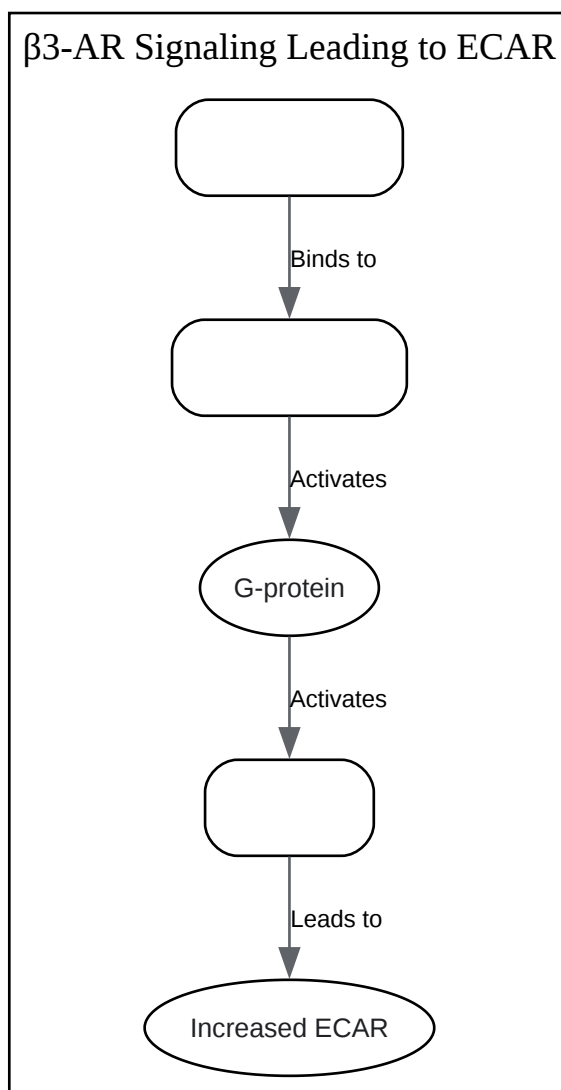 β3-AR Signaling Leading to ECAR
Binds to
Activates
G-protein
Activates
Leads to
Increased ECAR